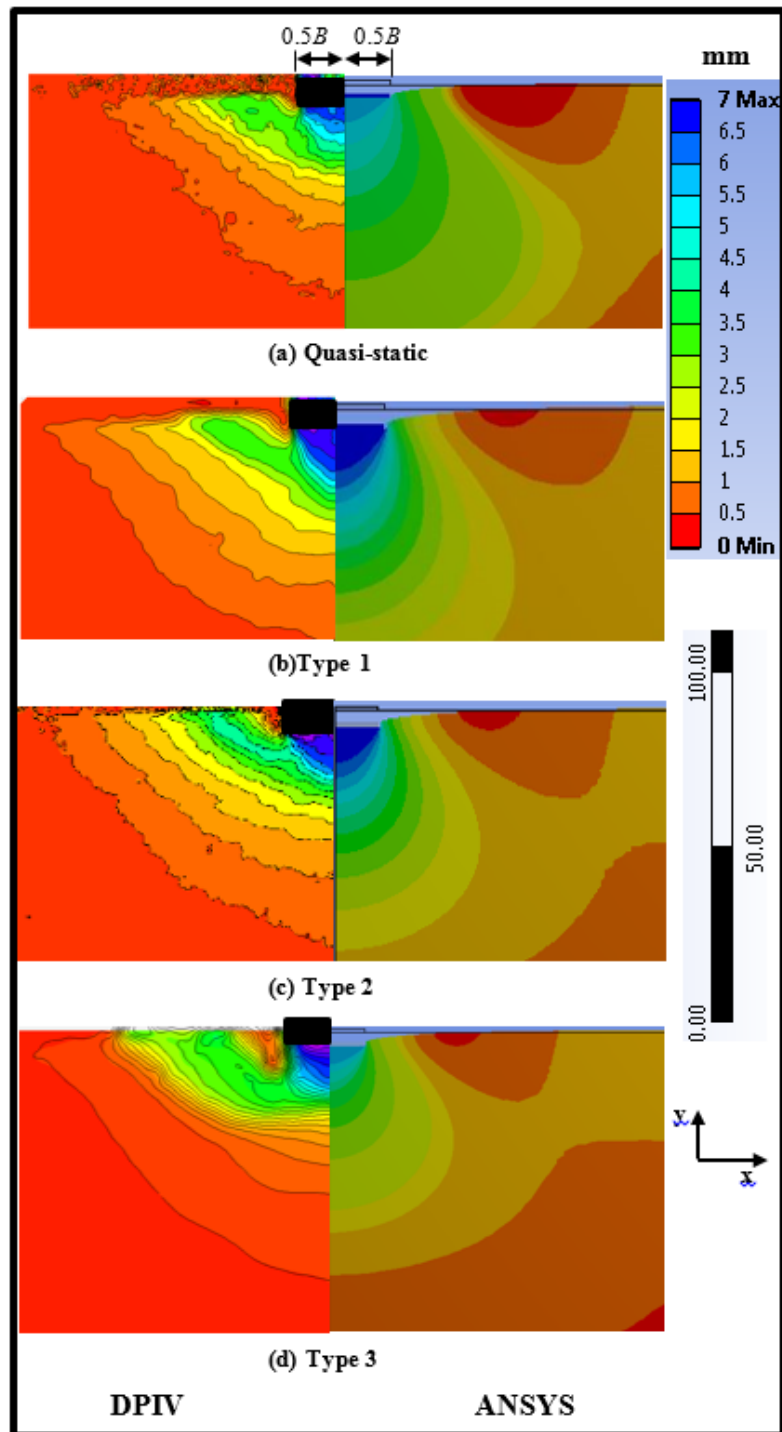 0.5B 0.5B
mm
7 Max
6.5
6
5.5
5
4.5
4
3.5
3
2.5
2
1.5
1
0.5
0 Min
(a) Quasi-static
(b)Type 1
100.00
50.00
0.00
(c) Type 2
y
x
(d) Type 3
DPIV ANSYS